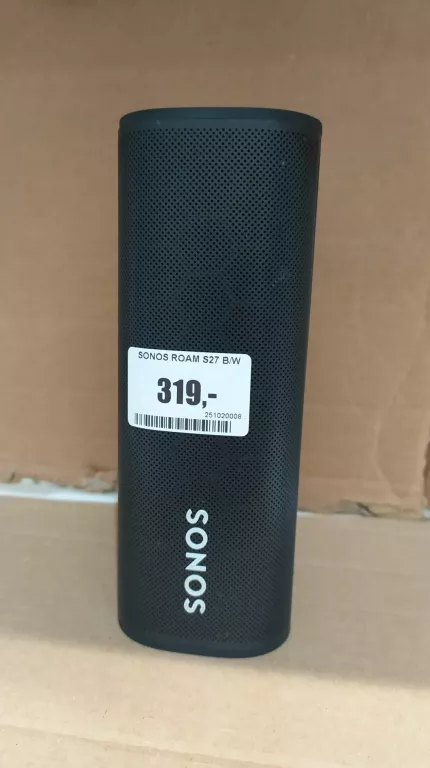 SONOS ROAM S27 B/W
319,-
251020008
SONOS